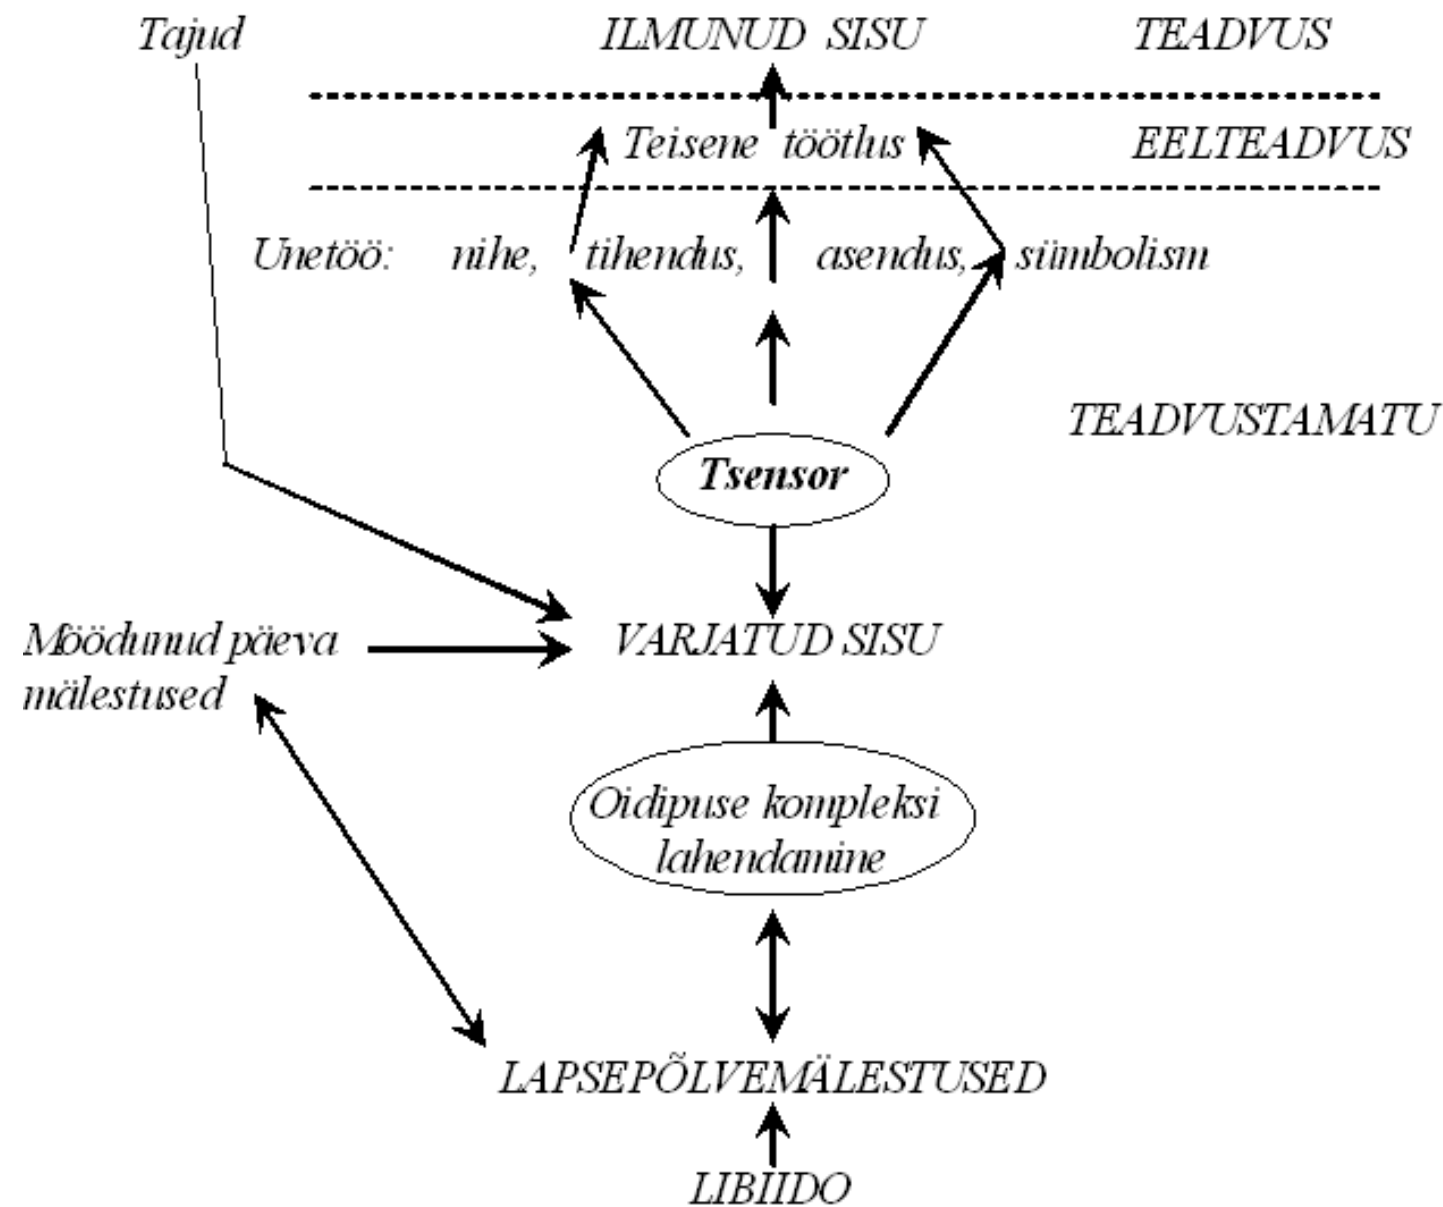 Tajud ILMUNUD SISU TEADVUS
Teisene töötlus EELTEADVUS
Unetöö: nihe, tihendus, asendus, sümbolism
TEADVUSTAMATU
Tsensor
Möödunud päeva
mälestused
VARJATUD SISU
Oidipuse kompleksi
lahendamine
LAPSEPÕLVEMÄLESTUSED
LIBIIDO